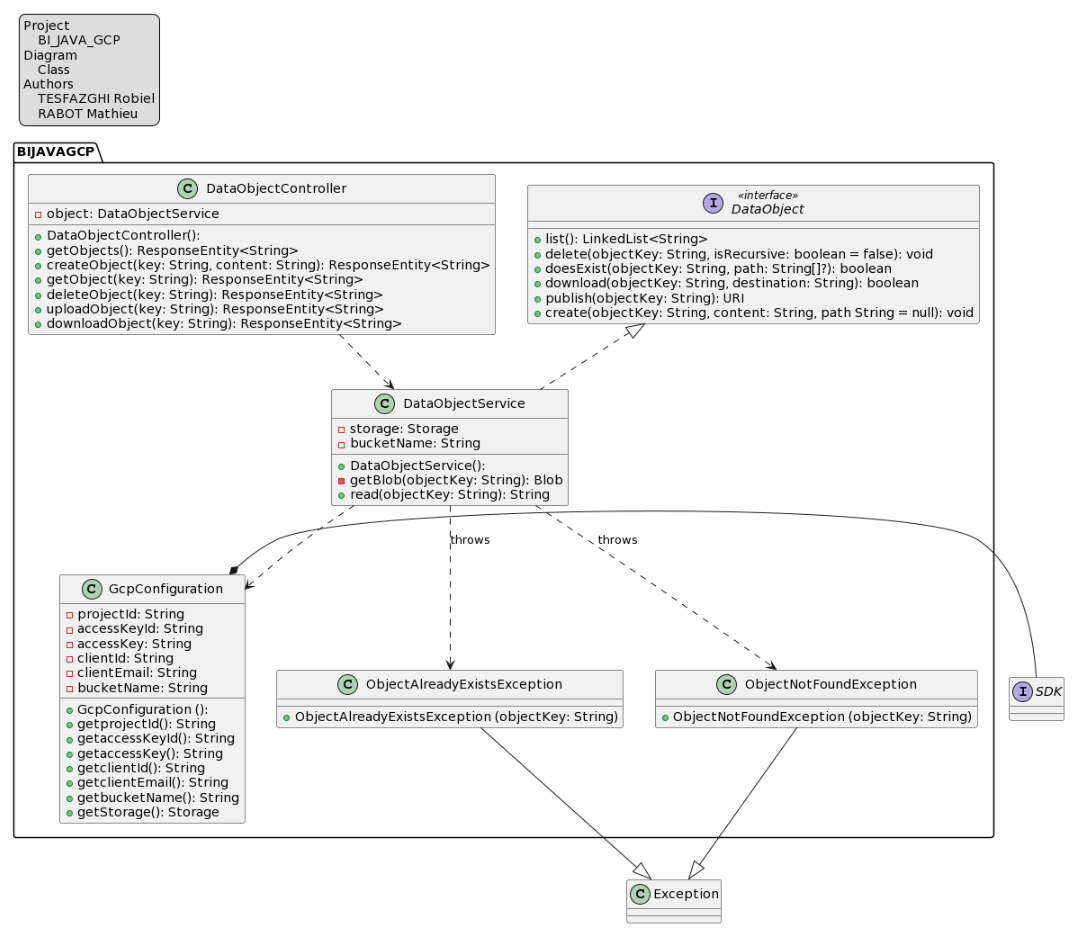 Project
BI_JAVA_GCP
Diagram
Class
Authors
TESFAZGHI Robiel
RABOT Mathieu
BIJAVAGCP
C DataObjectController
object: DataObjectService
DataObjectController():
getObjects(): ResponseEntity<String>
createObject(key: String, content: String): ResponseEntity<String>
getObject(key: String): ResponseEntity<String>
deleteObject(key: String): ResponseEntity<String>
uploadObject(key: String): ResponseEntity<String>
downloadObject(key: String): ResponseEntity<String>
«interface»
I DataObject
list(): LinkedList<String>
delete(objectKey: String, isRecursive: boolean = false): void
doesExist(objectKey: String, path: String[]?): boolean
download(objectKey: String, destination: String): boolean
publish(objectKey: String): URI
create(objectKey: String, content: String, path String = null): void
C DataObjectService
storage: Storage
bucketName: String
DataObjectService():
getBlob(objectKey: String): Blob
read(objectKey: String): String
throws
throws
C GcpConfiguration
projectId: String
accessKeyId: String
accessKey: String
clientId: String
clientEmail: String
bucketName: String
GcpConfiguration ():
getprojectId(): String
getaccessKeyId(): String
getaccessKey(): String
getclientId(): String
getclientEmail(): String
getbucketName(): String
getStorage(): Storage
C ObjectAlreadyExistsException
ObjectAlreadyExistsException (objectKey: String)
C ObjectNotFoundException
ObjectNotFoundException (objectKey: String)
I SDK
C Exception